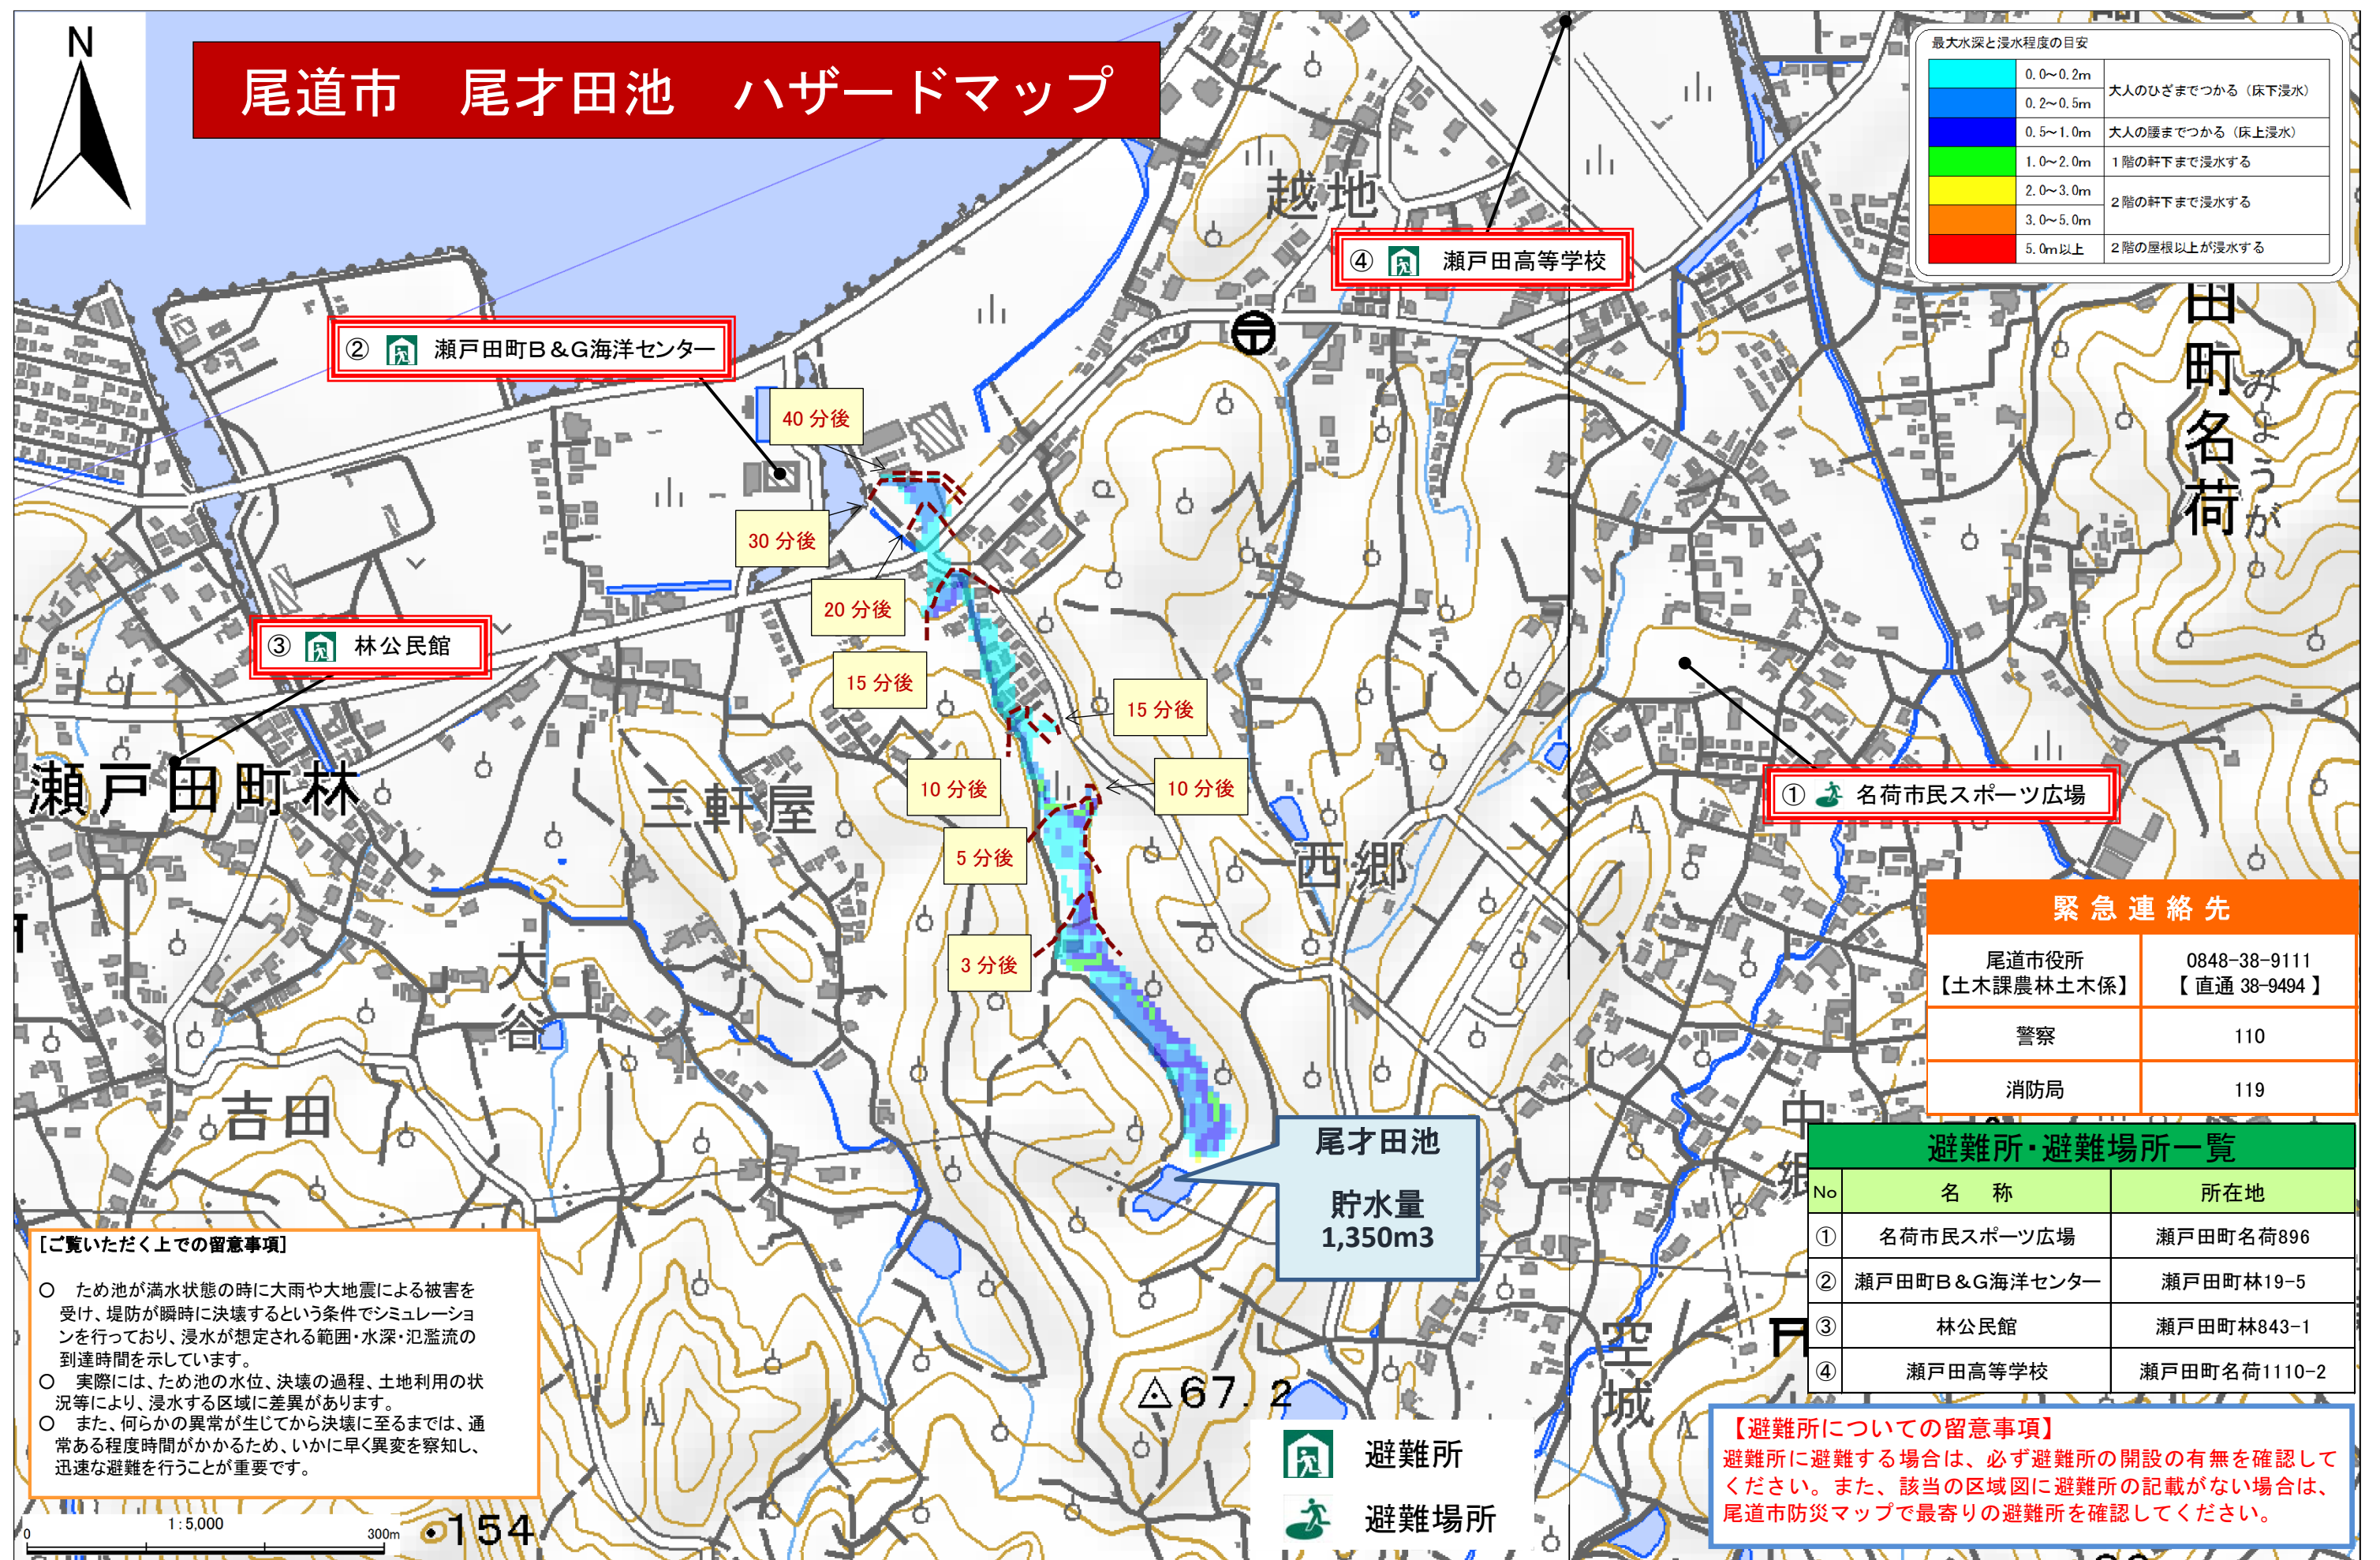 N
尾道市　尾才田池　ハザードマップ
最大水深と浸水程度の目安
0.0～0.2m
大人のひざまでつかる（床下浸水）
0.2～0.5m
0.5～1.0m　大人の腰までつかる（床上浸水）
1.0～2.0m　1階の軒下まで浸水する
2.0～3.0m
2階の軒下まで浸水する
3.0～5.0m
5.0m以上　2階の屋根以上が浸水する
越地
④　瀬戸田高等学校
②　瀬戸田町B＆G海洋センター
田町名荷
みょうが
5
40分後
30分後
20分後
15分後
15分後
10分後
10分後
5分後
3分後
③　林公民館
瀬戸田町林
三軒屋
西郷
①　名荷市民スポーツ広場
大谷
5
吉田
中郷
空城
尾才田池
貯水量
1,350m3
67.2
154
緊急連絡先
尾道市役所
【土木課農林土木係】
0848-38-9111
【 直通 38-9494 】
警察　110
消防局　119
避難所・避難場所一覧
No　名　称　所在地
①　名荷市民スポーツ広場　瀬戸田町名荷896
②　瀬戸田町B＆G海洋センター　瀬戸田町林19-5
③　林公民館　瀬戸田町林843-1
④　瀬戸田高等学校　瀬戸田町名荷1110-2
【避難所についての留意事項】
避難所に避難する場合は、必ず避難所の開設の有無を確認して
ください。また、該当の区域図に避難所の記載がない場合は、
尾道市防災マップで最寄りの避難所を確認してください。
[ご覧いただく上での留意事項]
○　ため池が満水状態の時に大雨や大地震による被害を
受け、堤防が瞬時に決壊するという条件でシミュレーショ
ンを行っており、浸水が想定される範囲・水深・氾濫流の
到達時間を示しています。
○　実際には、ため池の水位、決壊の過程、土地利用の状
況等により、浸水する区域に差異があります。
○　また、何らかの異常が生じてから決壊に至るまでは、通
常ある程度時間がかかるため、いかに早く異変を察知し、
迅速な避難を行うことが重要です。
避難所
避難場所
1:5,000
0　300m